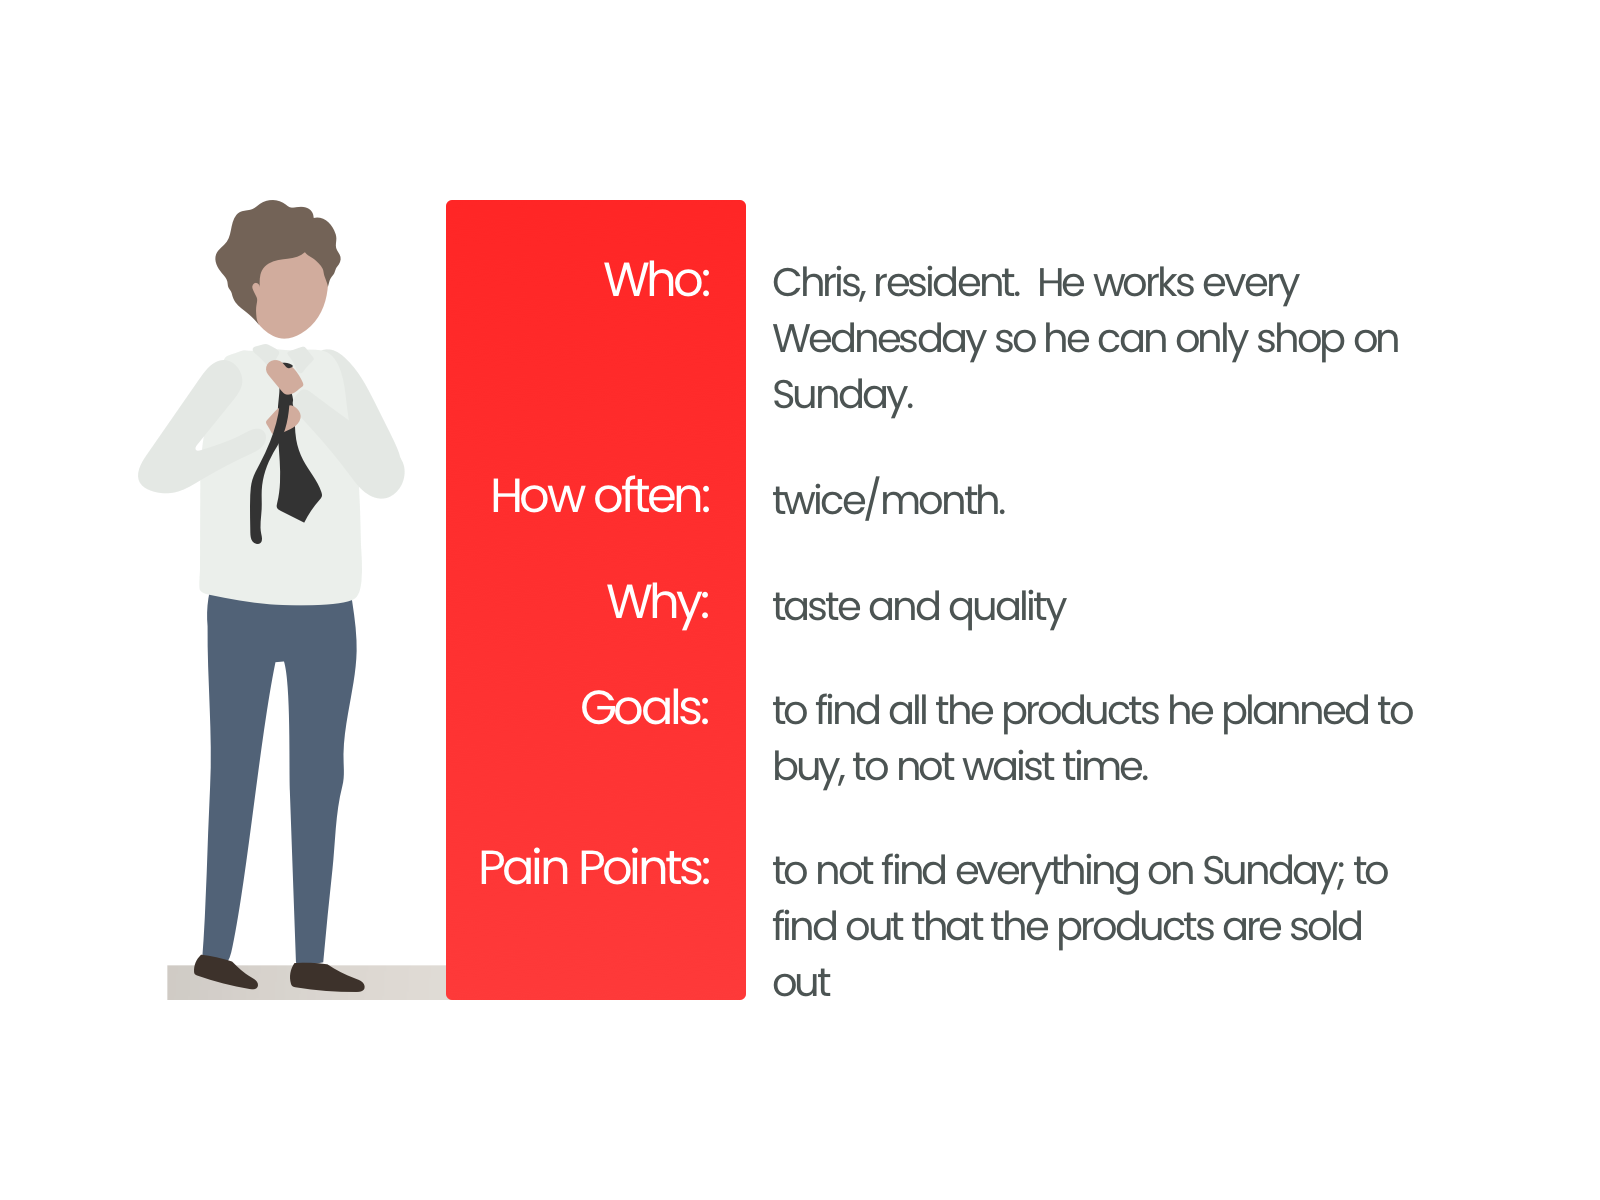 Who:
Chris, resident.  He works every
Wednesday so he can only shop on
Sunday.
How often:
twice/month.
Why:
taste and quality
Goals:
to find all the products he planned to
buy, to not waist time.
Pain Points:
to not find everything on Sunday; to
find out that the products are sold
out